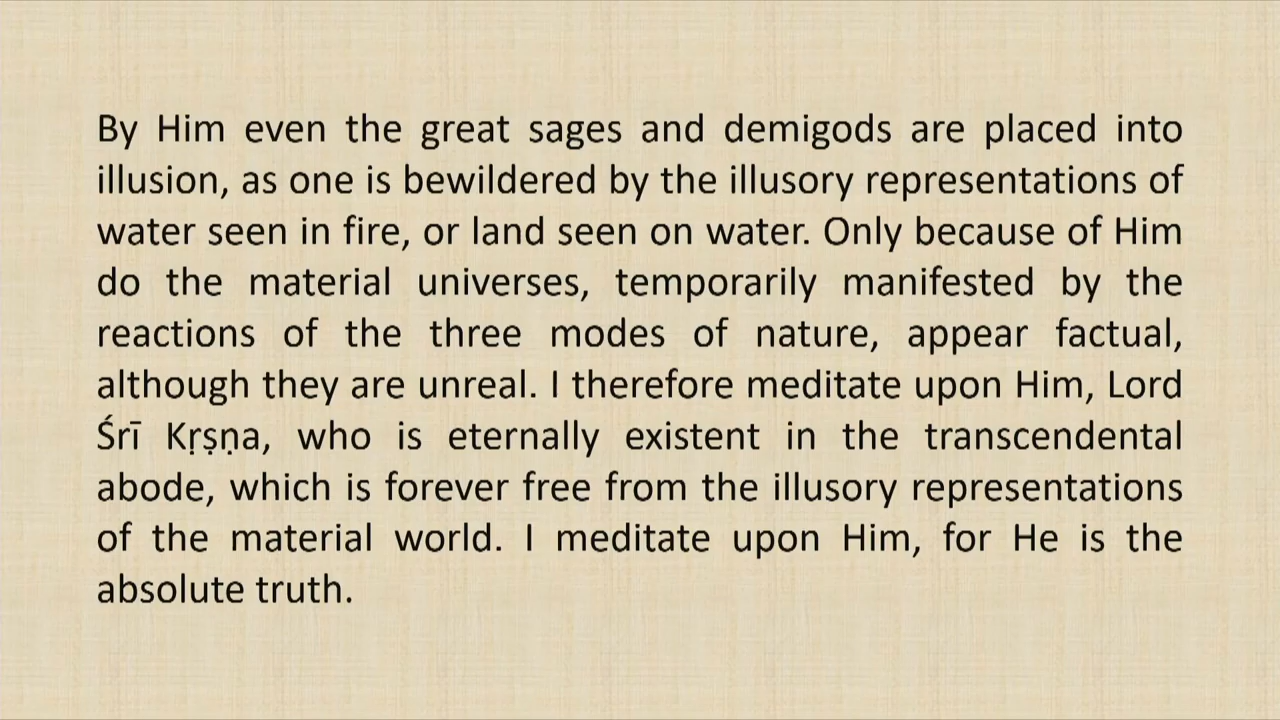 By Him even the great sages and demigods are placed into
illusion, as one is bewildered by the illusory representations of
water seen in fire, or land seen on water. Only because of Him
do the material universes, temporarily manifested by the
reactions of the three modes of nature, appear factual,
although they are unreal. I therefore meditate upon Him, Lord
Śrī Kṛṣṇa, who is eternally existent in the transcendental
abode, which is forever free from the illusory representations
of the material world. I meditate upon Him, for He is the
absolute truth.